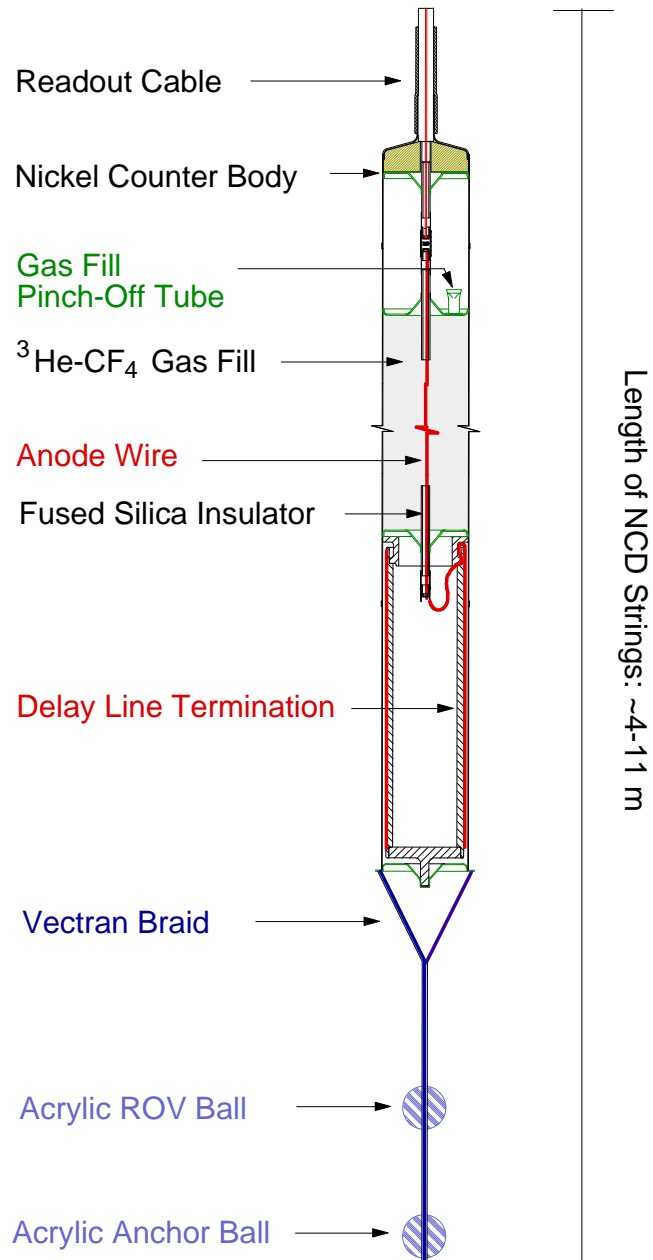 Readout Cable
Nickel Counter Body
Gas Fill
Pinch-Off Tube
³He-CF₄ Gas Fill
Anode Wire
Fused Silica Insulator
Delay Line Termination
Vectran Braid
Acrylic ROV Ball
Acrylic Anchor Ball
Length of NCD Strings: ~4-11 m